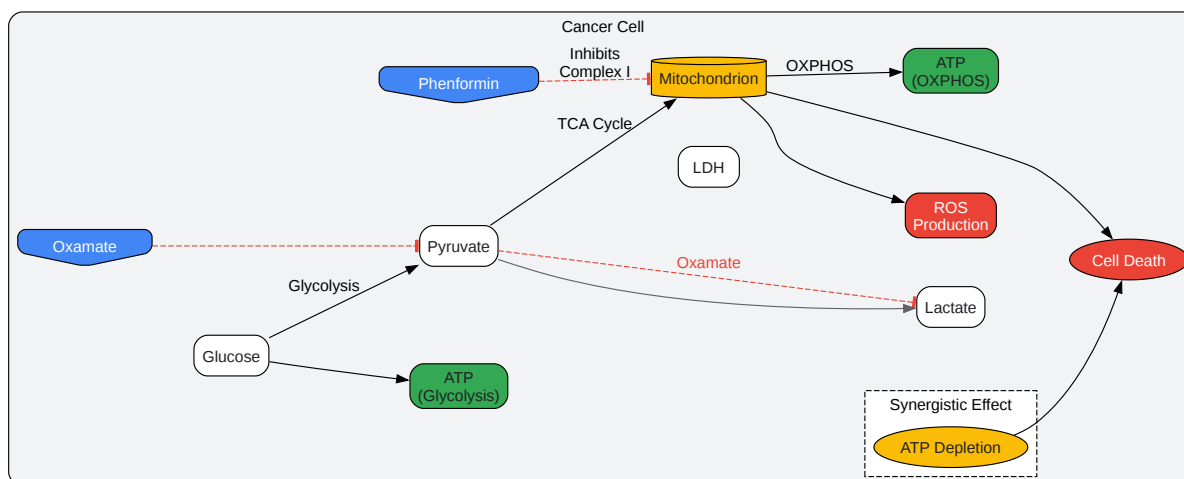 Cancer Cell
Inhibits
Complex I
Phenformin
Mitochondrion
OXPHOS
ATP
(OXPHOS)
TCA Cycle
LDH
ROS
Production
Oxamate
Pyruvate
Oxamate
Cell Death
Glycolysis
Lactate
Glucose
ATP
(Glycolysis)
Synergistic Effect
ATP Depletion